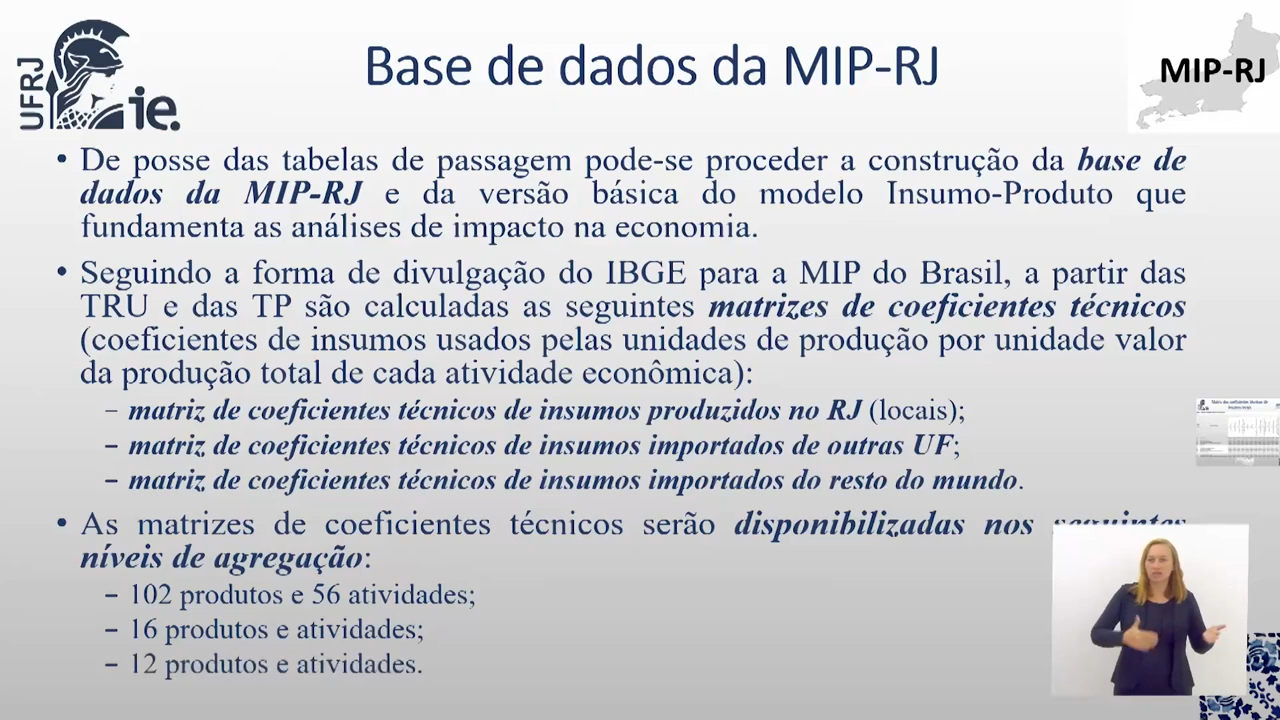 UFRJ
ie.
Base de dados da MIP-RJ
MIP-RJ
• De posse das tabelas de passagem pode-se proceder a construção da base de
dados da MIP-RJ e da versão básica do modelo Insumo-Produto que
fundamenta as análises de impacto na economia.
• Seguindo a forma de divulgação do IBGE para a MIP do Brasil, a partir das
TRU e das TP são calculadas as seguintes matrizes de coeficientes técnicos
(coeficientes de insumos usados pelas unidades de produção por unidade valor
da produção total de cada atividade econômica):
– matriz de coeficientes técnicos de insumos produzidos no RJ (locais);
– matriz de coeficientes técnicos de insumos importados de outras UF;
– matriz de coeficientes técnicos de insumos importados do resto do mundo.
• As matrizes de coeficientes técnicos serão disponibilizadas nos seguintes
níveis de agregação:
– 102 produtos e 56 atividades;
– 16 produtos e atividades;
– 12 produtos e atividades.